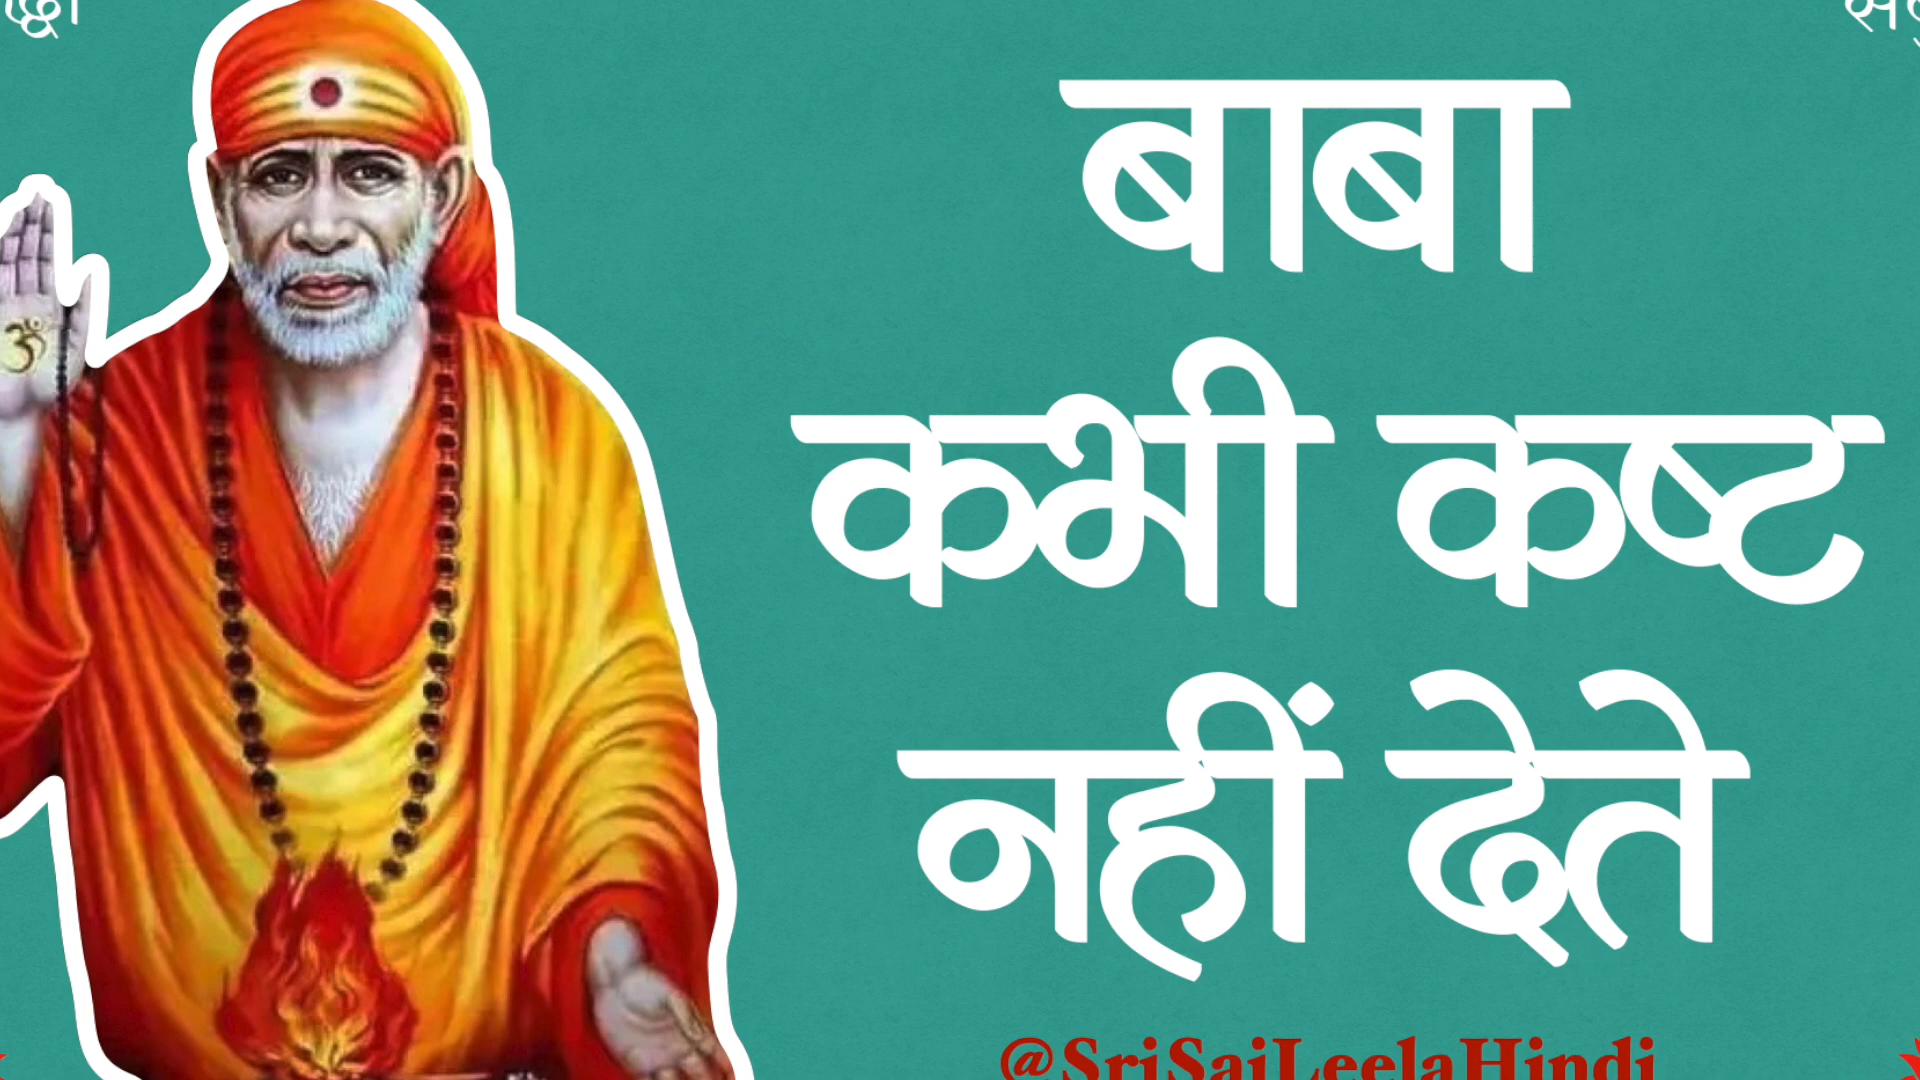 बाबा
कभी कष्ट
नहीं देते
ॐ
@SriSaiLeelaHindi